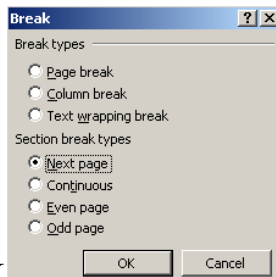 Break
Break types
Page break
Column break
Text wrapping break
Section break types
Next page
Continuous
Even page
Odd page
OK Cancel